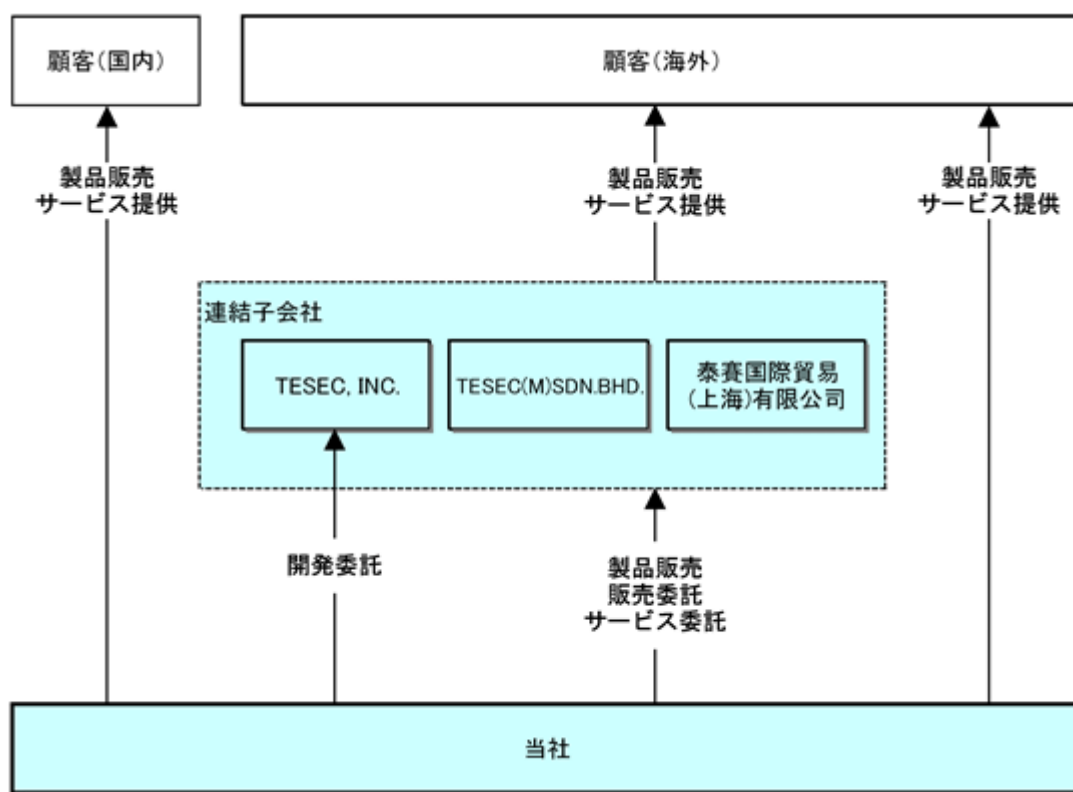 顧客(国内)
顧客(海外)
製品販売
サービス提供
製品販売
サービス提供
製品販売
サービス提供
連結子会社
TESEC, INC.
TESEC(M)SDN.BHD.
泰賽国際貿易
(上海)有限公司
開発委託
製品販売
販売委託
サービス委託
当社